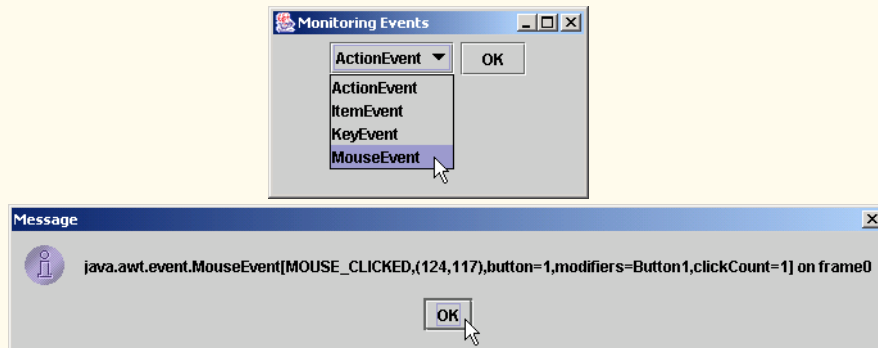 Monitoring Events
ActionEvent OK
ActionEvent
ItemEvent
KeyEvent
MouseEvent
Message
java.awt.event.MouseEvent[MOUSE_CLICKED,(124,117),button=1,modifiers=Button1,clickCount=1] on frame0
OK